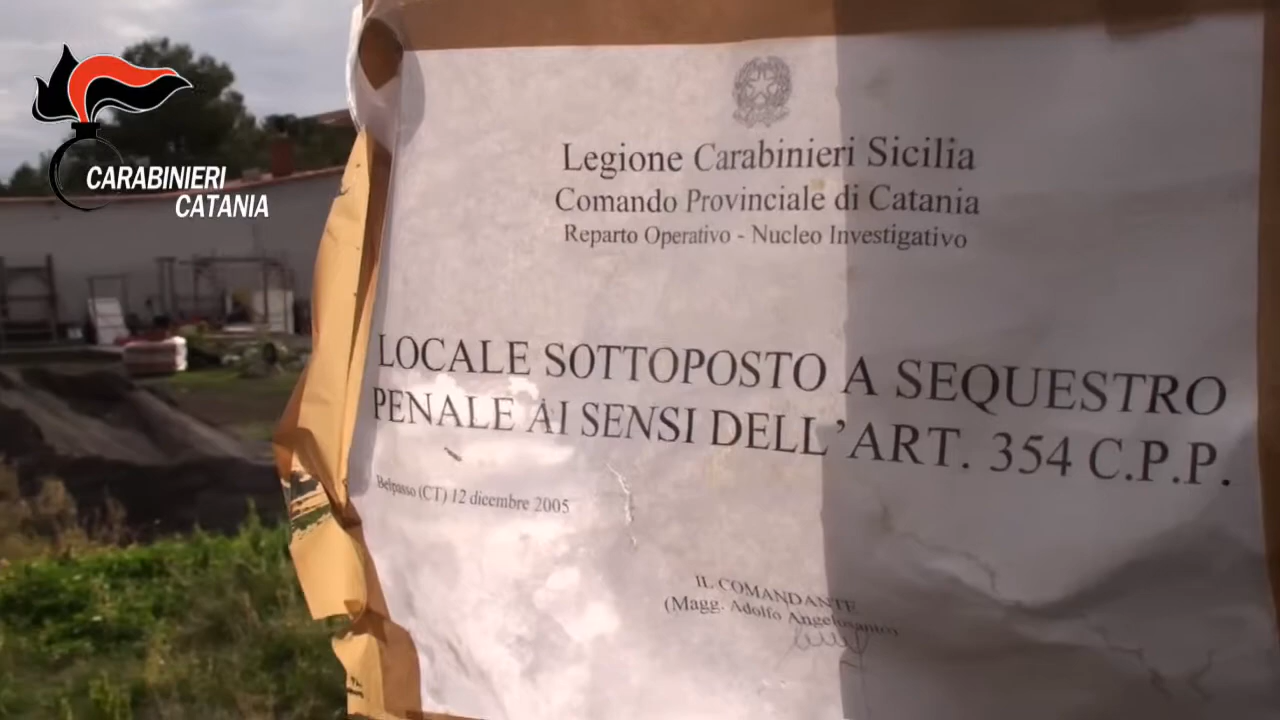 CARABINIERI
CATANIA
Legione Carabinieri Sicilia
Comando Provinciale di Catania
Reparto Operativo - Nucleo Investigativo
LOCALE SOTTOPOSTO A SEQUESTRO
PENALE AI SENSI DELL'ART. 354 C.P.P.
Belpasso (CT) 12 dicembre 2005
IL COMANDANTE
(Magg. Adolfo Angelosanto)